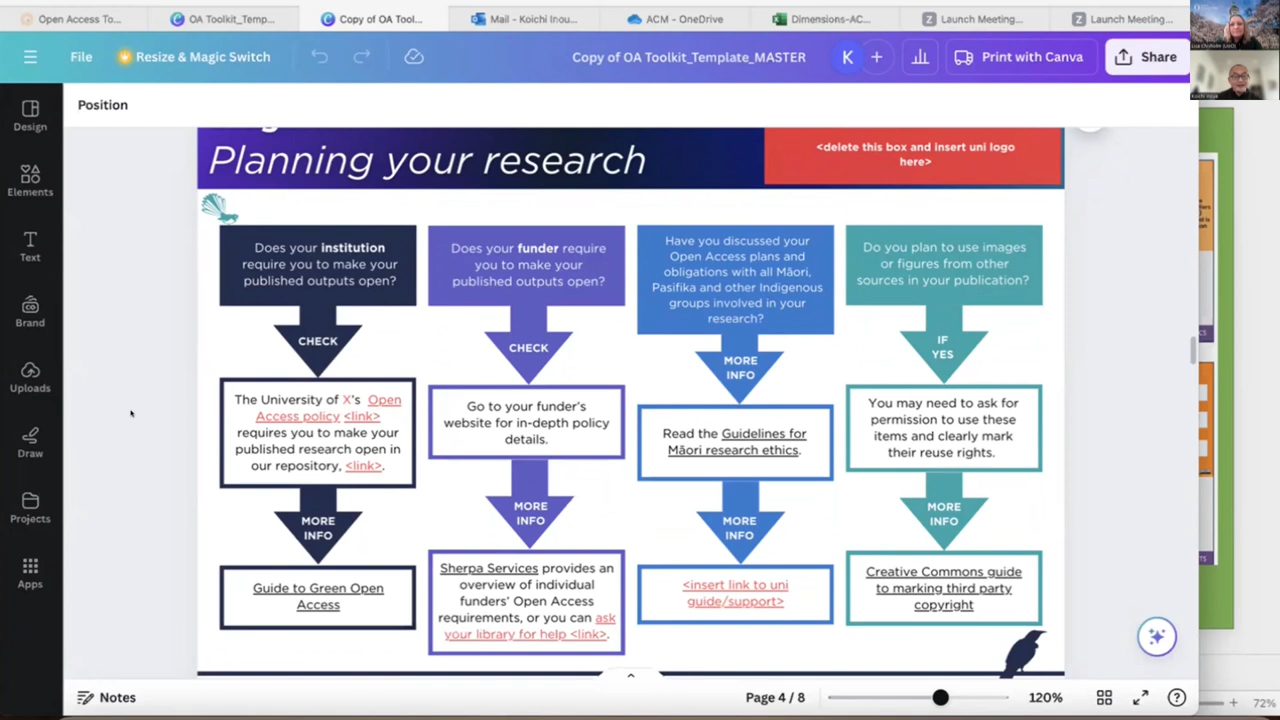 Open Access To...
OA Toolkit_Temp...
Copy of OA Tool...
Mail - Koichi Inou...
ACM - OneDrive
Dimensions-AC...
Launch Meeting...
Launch Meeting...
File
Resize & Magic Switch
Copy of OA Toolkit_Template_MASTER
K
Print with Canva
Share
Position
Design
Elements
Text
Brand
Uploads
Draw
Projects
Apps
Planning your research
<delete this box and insert uni logo
here>
Does your institution
require you to make your
published outputs open?
CHECK
The University of X's Open
Access policy <link>
requires you to make your
published research open in
our repository, <link>.
MORE
INFO
Guide to Green Open
Access
Does your funder require
you to make your
published outputs open?
CHECK
Go to your funder's
website for in-depth policy
details.
MORE
INFO
Sherpa Services provides an
overview of individual
funders' Open Access
requirements, or you can ask
your library for help <link>.
Have you discussed your
Open Access plans and
obligations with all Māori,
Pasifika and other Indigenous
groups involved in your
research?
MORE
INFO
Read the Guidelines for
Māori research ethics.
MORE
INFO
<insert link to uni
guide/support>
Do you plan to use images
or figures from other
sources in your publication?
IF
YES
You may need to ask for
permission to use these
items and clearly mark
their reuse rights.
MORE
INFO
Creative Commons guide
to marking third party
copyright
Notes
Page 4 / 8
120%
72%